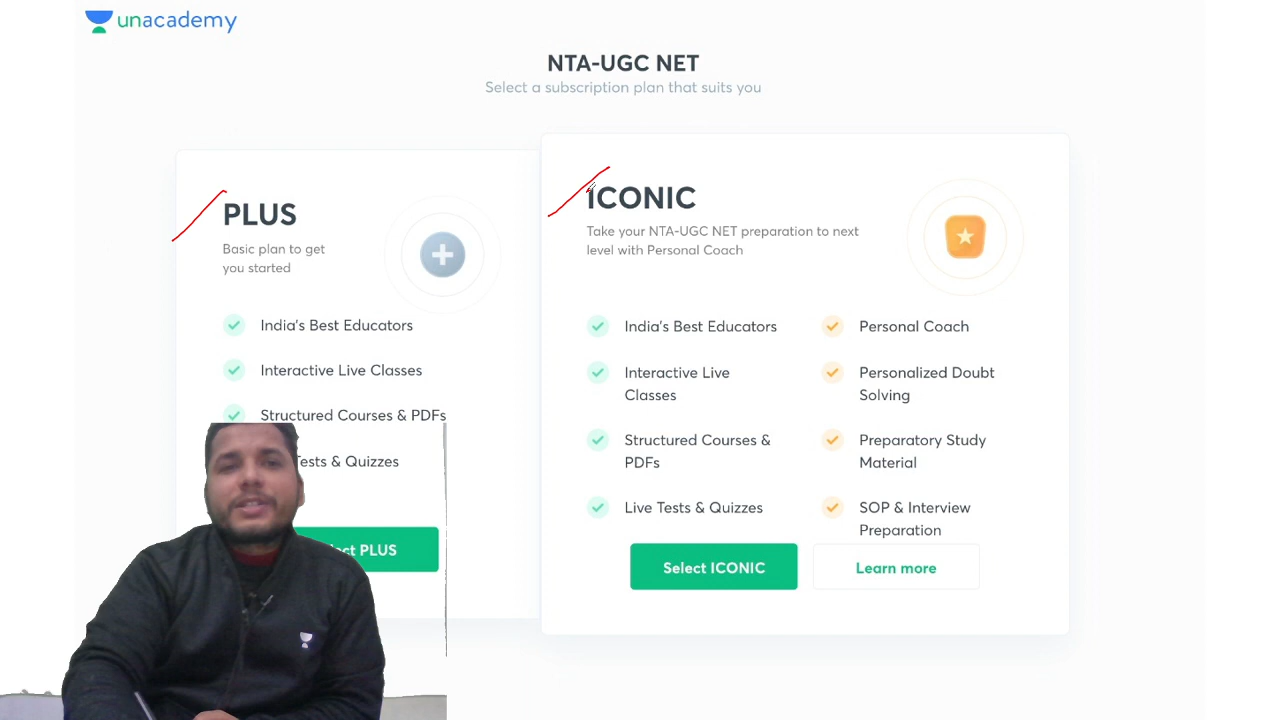 unacademy
NTA-UGC NET
Select a subscription plan that suits you
PLUS
Basic plan to get
you started
India's Best Educators
Interactive Live Classes
Structured Courses & PDFs
Tests & Quizzes
PLUS
ICONIC
Take your NTA-UGC NET preparation to next
level with Personal Coach
India's Best Educators
Interactive Live
Classes
Structured Courses &
PDFs
Live Tests & Quizzes
Personal Coach
Personalized Doubt
Solving
Preparatory Study
Material
SOP & Interview
Preparation
Select ICONIC
Learn more